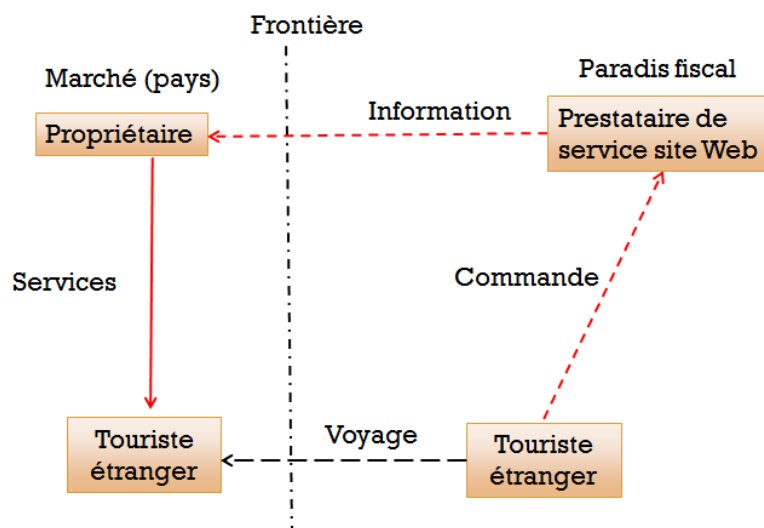 Frontière
Marché (pays)
Paradis fiscal
Information
Propriétaire
Prestataire de
service site Web
Services
Commande
Touriste
étranger
Voyage
Touriste
étranger